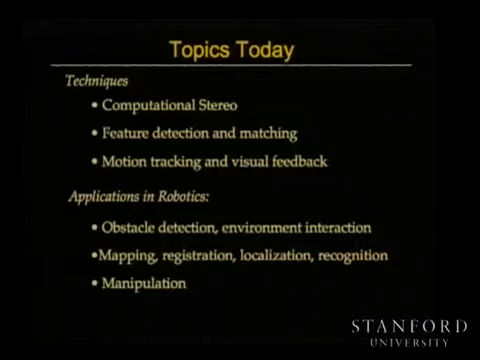 Topics Today
Techniques
• Computational Stereo
• Feature detection and matching
• Motion tracking and visual feedback
Applications in Robotics:
• Obstacle detection, environment interaction
•Mapping, registration, localization, recognition
• Manipulation
STANFORD
UNIVERSITY